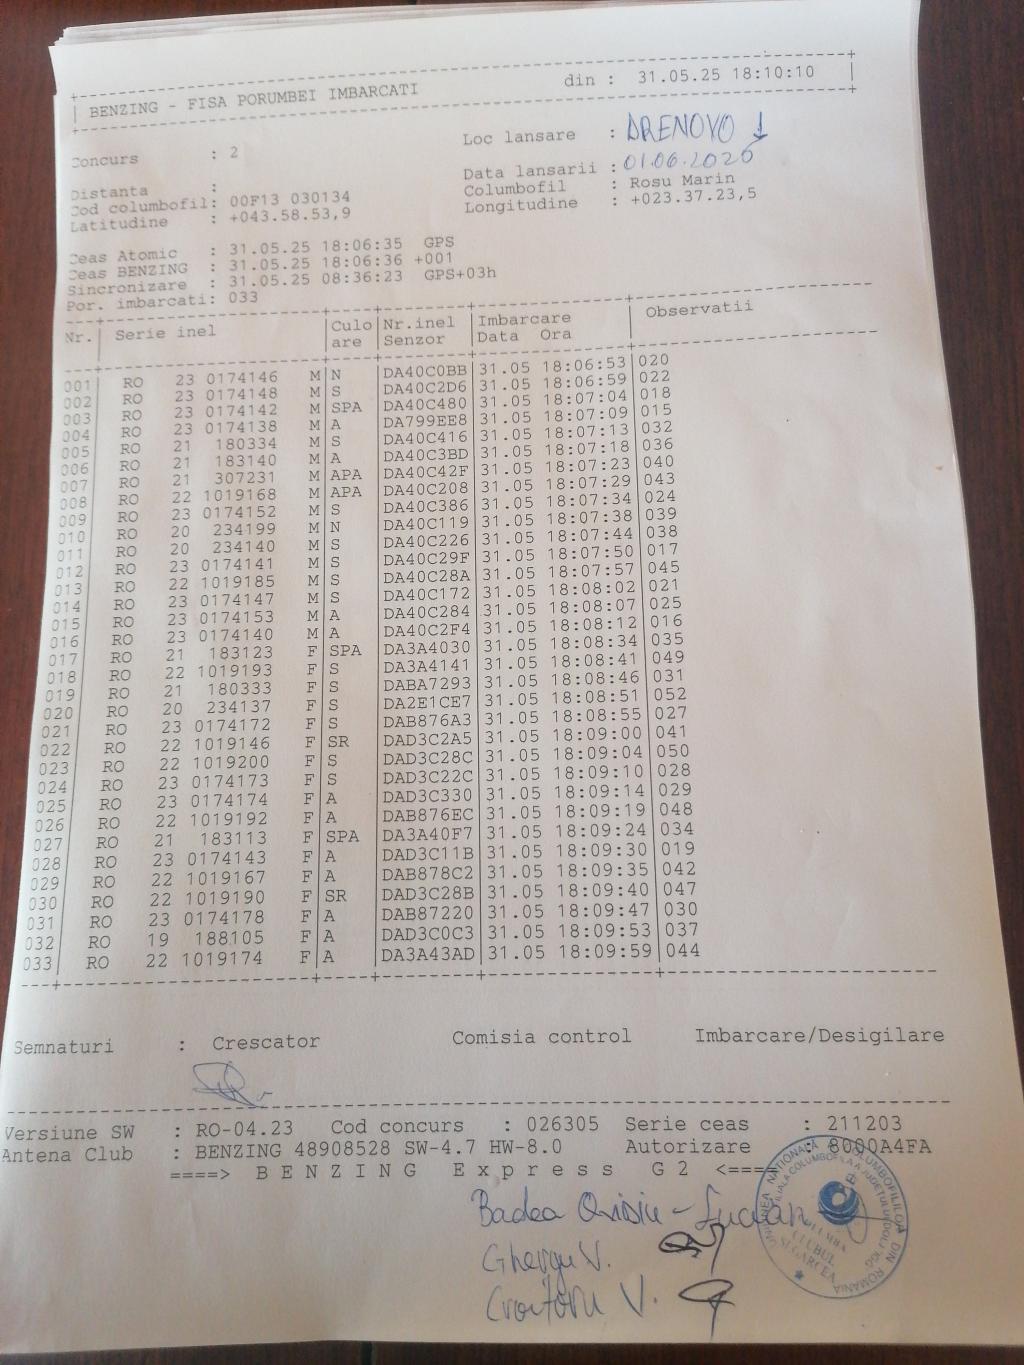 BENZING - FISA PORUMBEI IMBARCATI din : 31.05.25 18:10:10
Concurs : 2 Loc lansare : DRENOVO
Data lansarii : 01.06.2025
Distanta : Columbofil : Rosu Marin
Cod columbofil: 00F13 030134 Longitudine : +023.37.23,5
Latitudine : +043.58.53,9
Ceas Atomic : 31.05.25 18:06:35 GPS
Ceas BENZING : 31.05.25 18:06:36 +001
Sincronizare : 31.05.25 08:36:23 GPS+03h
Por. imbarcati: 033
Nr. Serie inel Culo Nr.inel Imbarcare Observatii
are Senzor Data Ora
001 RO 23 0174146 M N DA40C0BB 31.05 18:06:53 020
002 RO 23 0174148 M S DA40C2D6 31.05 18:06:59 022
003 RO 23 0174142 M SPA DA40C480 31.05 18:07:04 018
004 RO 23 0174138 M A DA799EE8 31.05 18:07:09 015
005 RO 21 180334 M S DA40C416 31.05 18:07:13 032
006 RO 21 183140 M A DA40C3BD 31.05 18:07:18 036
007 RO 21 307231 M APA DA40C42F 31.05 18:07:23 040
008 RO 22 1019168 M APA DA40C208 31.05 18:07:29 043
009 RO 23 0174152 M S DA40C386 31.05 18:07:34 024
010 RO 20 234199 M N DA40C119 31.05 18:07:38 039
011 RO 20 234140 M S DA40C226 31.05 18:07:44 038
012 RO 23 0174141 M S DA40C29F 31.05 18:07:50 017
013 RO 22 1019185 M S DA40C28A 31.05 18:07:57 045
014 RO 23 0174147 M S DA40C172 31.05 18:08:02 021
015 RO 23 0174153 M A DA40C284 31.05 18:08:07 025
016 RO 23 0174140 M A DA40C2F4 31.05 18:08:12 016
017 RO 21 183123 F SPA DA3A4030 31.05 18:08:34 035
018 RO 22 1019193 F S DA3A4141 31.05 18:08:41 049
019 RO 21 180333 F S DABA7293 31.05 18:08:46 031
020 RO 20 234137 F S DA2E1CE7 31.05 18:08:51 052
021 RO 23 0174172 F S DAB876A3 31.05 18:08:55 027
022 RO 22 1019146 F SR DAD3C2A5 31.05 18:09:00 041
023 RO 22 1019200 F S DAD3C28C 31.05 18:09:04 050
024 RO 23 0174173 F S DAD3C22C 31.05 18:09:10 028
025 RO 23 0174174 F A DAD3C330 31.05 18:09:14 029
026 RO 22 1019192 F A DAB876EC 31.05 18:09:19 048
027 RO 21 183113 F SPA DA3A40F7 31.05 18:09:24 034
028 RO 23 0174143 F A DAD3C11B 31.05 18:09:30 019
029 RO 22 1019167 F A DAB878C2 31.05 18:09:35 042
030 RO 22 1019190 F SR DAD3C28B 31.05 18:09:40 047
031 RO 23 0174178 F A DAB87220 31.05 18:09:47 030
032 RO 19 188105 F A DAD3C0C3 31.05 18:09:53 037
033 RO 22 1019174 F A DA3A43AD 31.05 18:09:59 044
Semnaturi : Crescator Comisia control Imbarcare/Desigilare
Versiune SW : RO-04.23 Cod concurs : 026305 Serie ceas : 211203
Antena Club : BENZING 48908528 SW-4.7 HW-8.0 Autorizare : 8000A4FA
====> BENZING Express G2 <====
Badea Ovidiu - Lucian
Ghergu V.
Croitoru V.
UNIUNEA NATIONALA A COLUMBOFILILOR DIN ROMANIA
FILIALA COLUMBOFILA A JUDETULUI DOLJ
CLUBUL
SEGARCEA